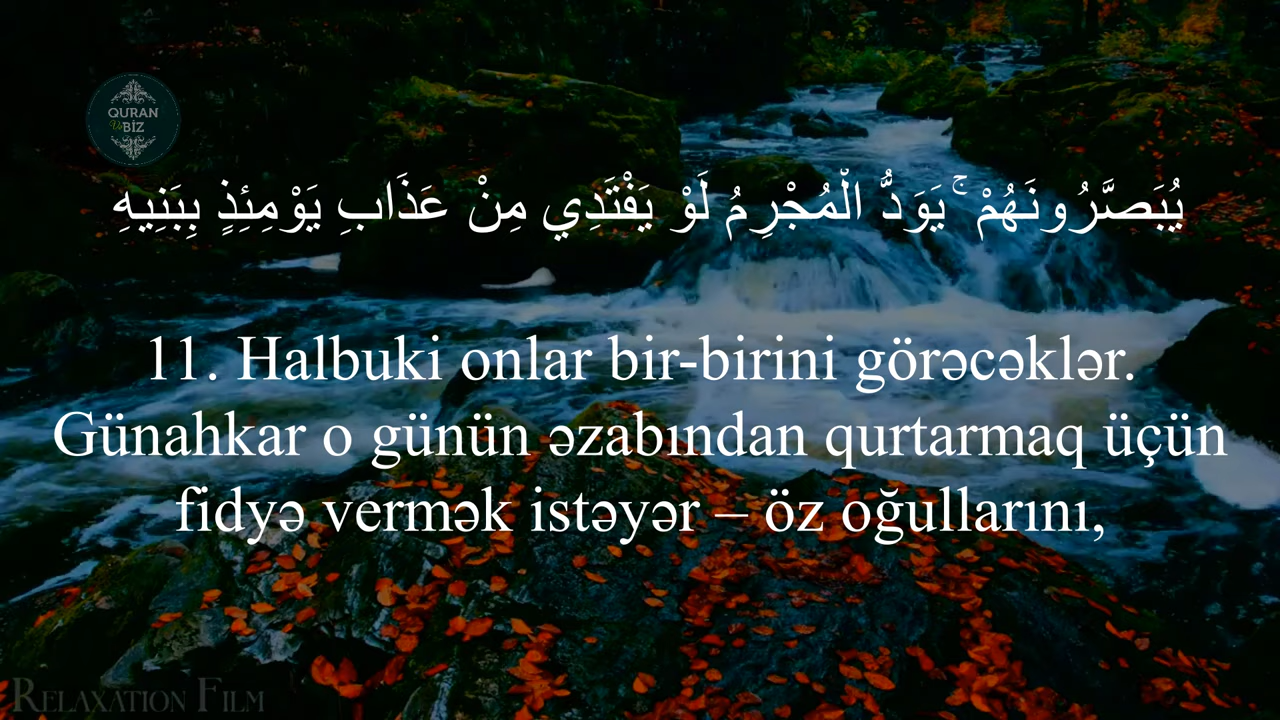 QURAN
Və
BİZ
يُبَصَّرُونَهُمْ ۚ يَوَدُّ الْمُجْرِمُ لَوْ يَفْتَدِي مِنْ عَذَابِ يَوْمِئِذٍ بِبَنِيهِ
11. Halbuki onlar bir-birini görəcəklər.
Günahkar o günün əzabından qurtarmaq üçün
fidyə vermək istəyər – öz oğullarını,
RELAXATION FILM